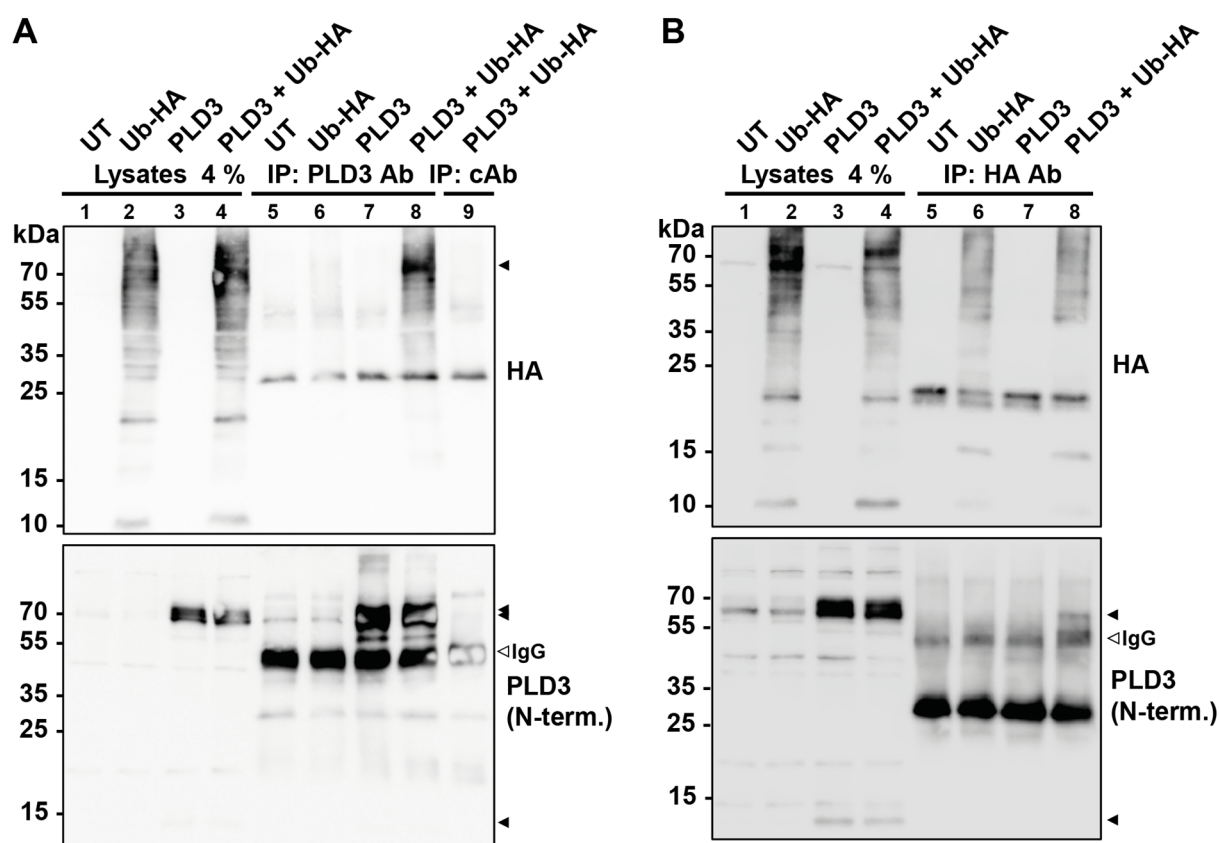 A
UT
Ub-HA
PLD3
PLD3 + Ub-HA
UT
Ub-HA
PLD3
PLD3 + Ub-HA
PLD3 + Ub-HA
Lysates 4 %
IP: PLD3 Ab
IP: cAb
1 2 3 4 5 6 7 8 9
kDa
70
55
35
25
15
10
HA
70
55
35
25
15
IgG
PLD3
(N-term.)
B
UT
Ub-HA
PLD3
PLD3 + Ub-HA
UT
Ub-HA
PLD3
PLD3 + Ub-HA
Lysates 4 %
IP: HA Ab
1 2 3 4 5 6 7 8
kDa
70
55
35
25
15
10
HA
70
55
35
25
15
IgG
PLD3
(N-term.)